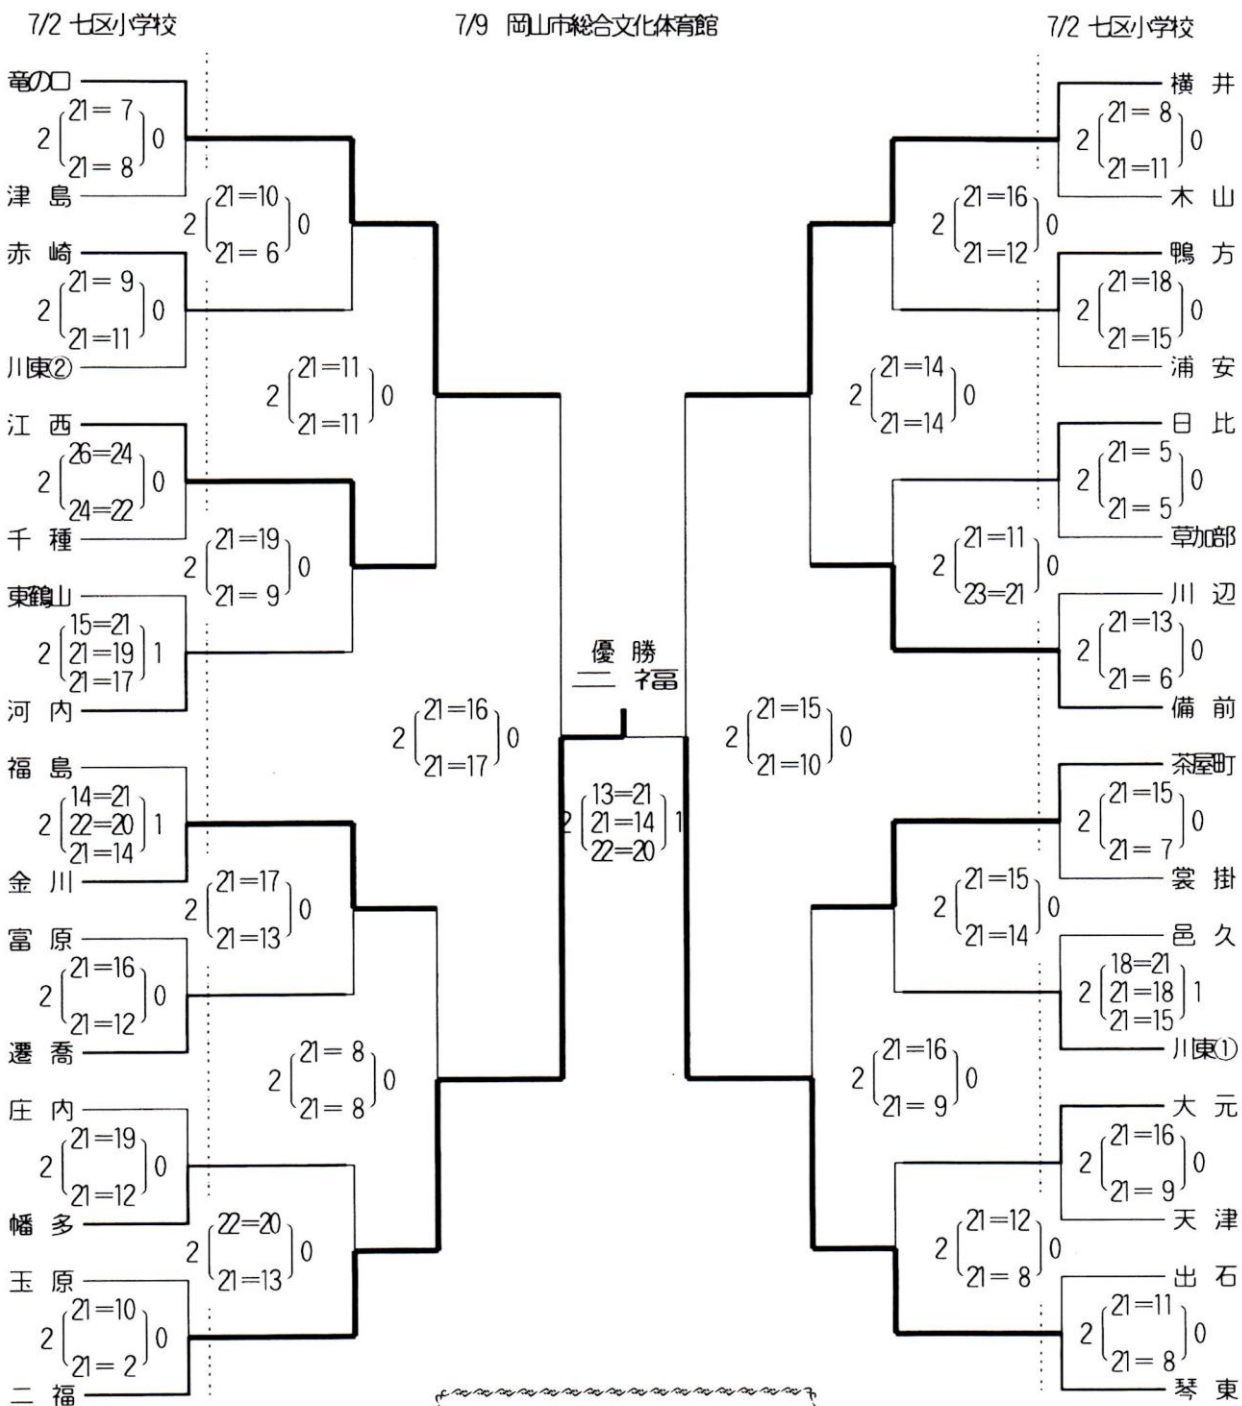 7/2 七区小学校
7/9 岡山市総合文化体育館
7/2 七区小学校
竜の口
2 21= 7 0
21= 8
津 島
2 21=10 0
21= 6
赤 崎
2 21= 9 0
21=11
川東②
2 21=11 0
21=11
江 西
2 26=24 0
24=22
千 種
2 21=19 0
21= 9
東鶴山
15=21
2 21=19 1
21=17
河 内
2 21=16 0
21=17
福 島
14=21
2 22=20 1
21=14
金 川
2 21=17 0
21=13
富 原
2 21=16 0
21=12
遷 喬
2 21= 8 0
21= 8
庄 内
2 21=19 0
21=12
幡 多
2 22=20 0
21=13
玉 原
2 21=10 0
21= 2
二 福
優 勝
二 福
13=21
2 21=14 1
22=20
横 井
2 21= 8 0
21=11
木 山
2 21=16 0
21=12
鴨 方
2 21=18 0
21=15
浦 安
2 21=14 0
21=14
日 比
2 21= 5 0
21= 5
草加部
2 21=11 0
23=21
川 辺
2 21=13 0
21= 6
備 前
2 21=15 0
21=10
茶屋町
2 21=15 0
21= 7
裳 掛
2 21=15 0
21=14
邑 久
18=21
2 21=18 1
21=15
川東①
2 21=16 0
21= 9
大 元
2 21=16 0
21= 9
天 津
2 21=12 0
21= 8
出 石
2 21=11 0
21= 8
琴 東